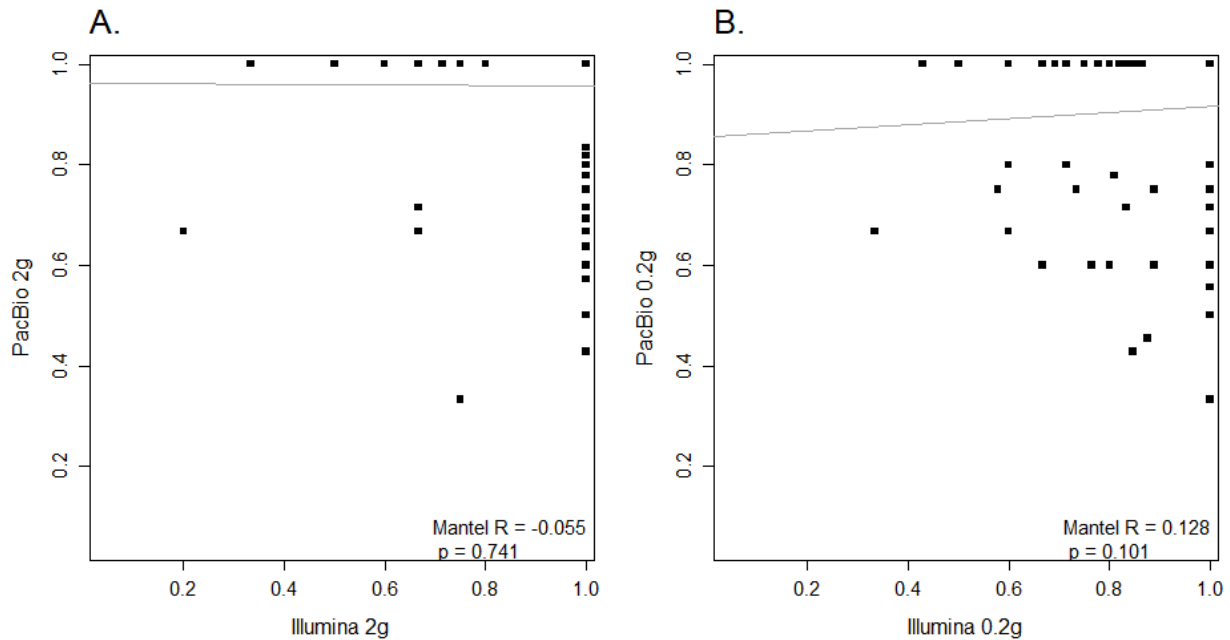 A.
1.0
0.8
0.6
0.4
0.2
PacBio 2g
Mantel R = -0.055
p = 0.741
0.2 0.4 0.6 0.8 1.0
Illumina 2g
B.
1.0
0.8
0.6
0.4
0.2
PacBio 0.2g
Mantel R = 0.128
p = 0.101
0.2 0.4 0.6 0.8 1.0
Illumina 0.2g